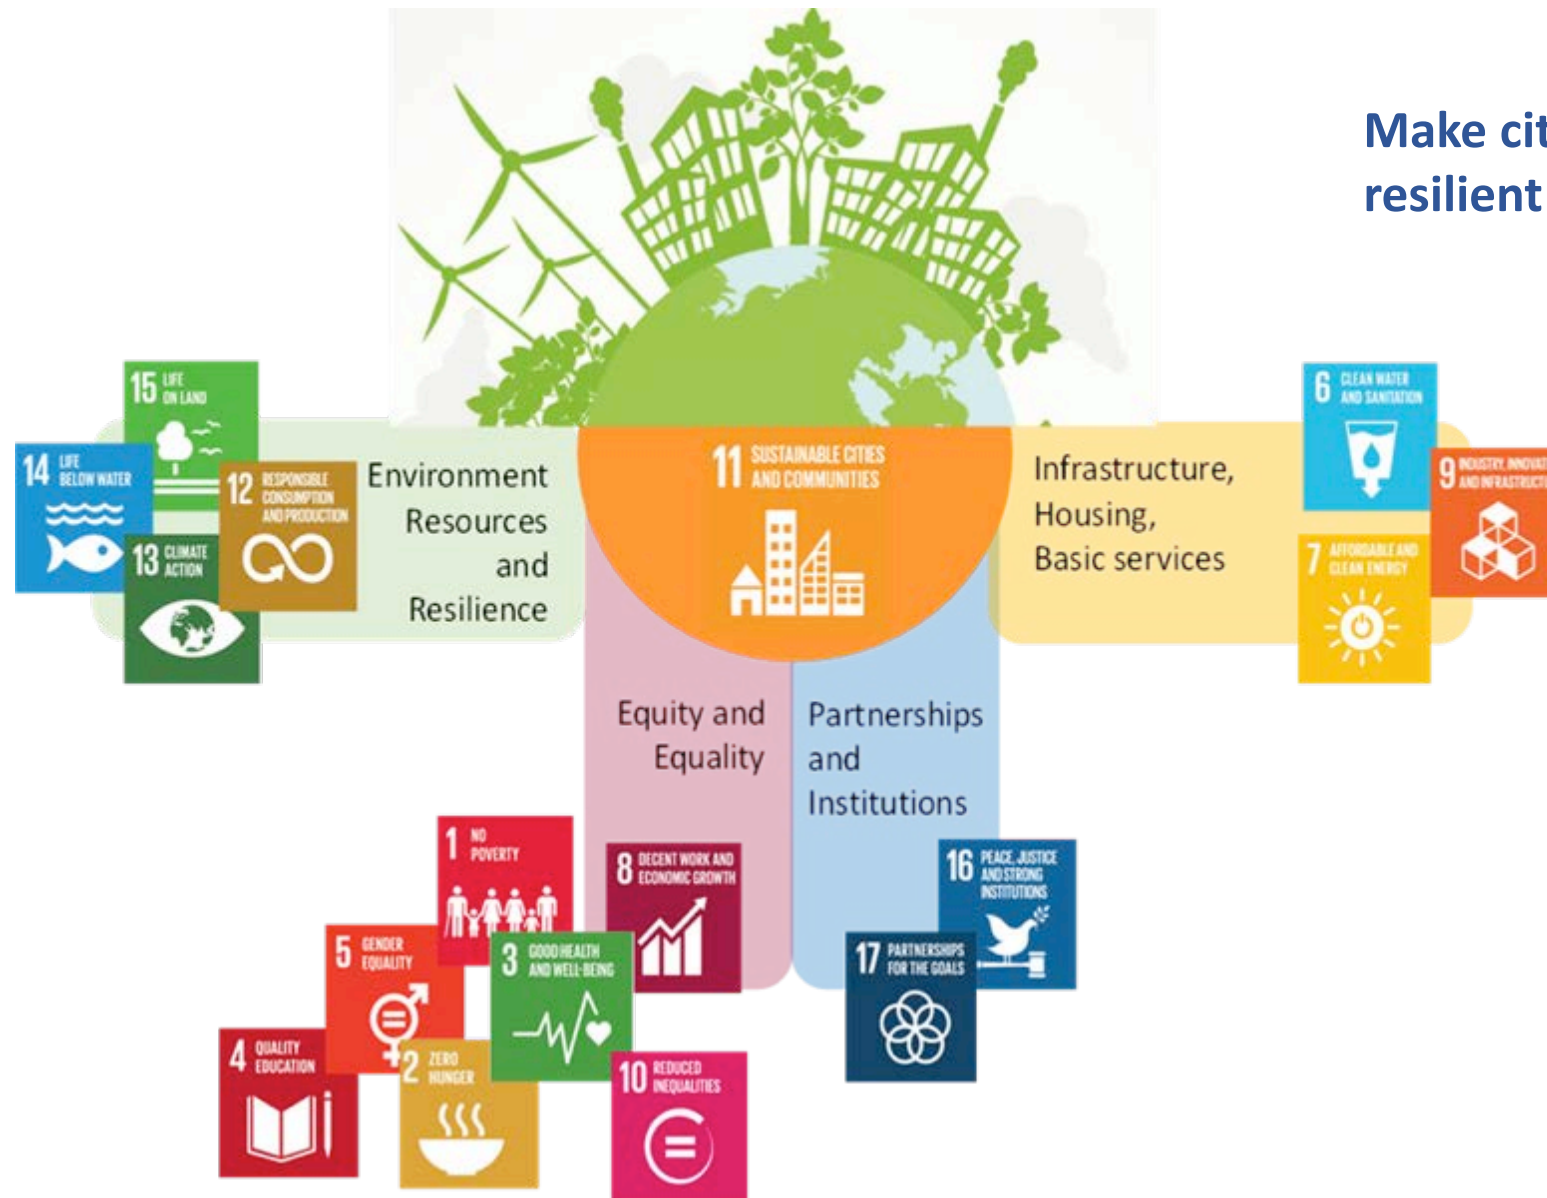 Make cit
resilient
15 LIFE
ON LAND
14 LIFE
BELOW WATER
12 RESPONSIBLE
CONSUMPTION
AND PRODUCTION
13 CLIMATE
ACTION
Environment
Resources
and
Resilience
11 SUSTAINABLE CITIES
AND COMMUNITIES
Infrastructure,
Housing,
Basic services
6 CLEAN WATER
AND SANITATION
9 INDUSTRY, INNOVAT
AND INFRASTRUCTU
7 AFFORDABLE AND
CLEAN ENERGY
Equity and
Equality
Partnerships
and
Institutions
1 NO
POVERTY
8 DECENT WORK AND
ECONOMIC GROWTH
5 GENDER
EQUALITY
3 GOOD HEALTH
AND WELL-BEING
4 QUALITY
EDUCATION
2 ZERO
HUNGER
10 REDUCED
INEQUALITIES
16 PEACE, JUSTICE
AND STRONG
INSTITUTIONS
17 PARTNERSHIPS
FOR THE GOALS